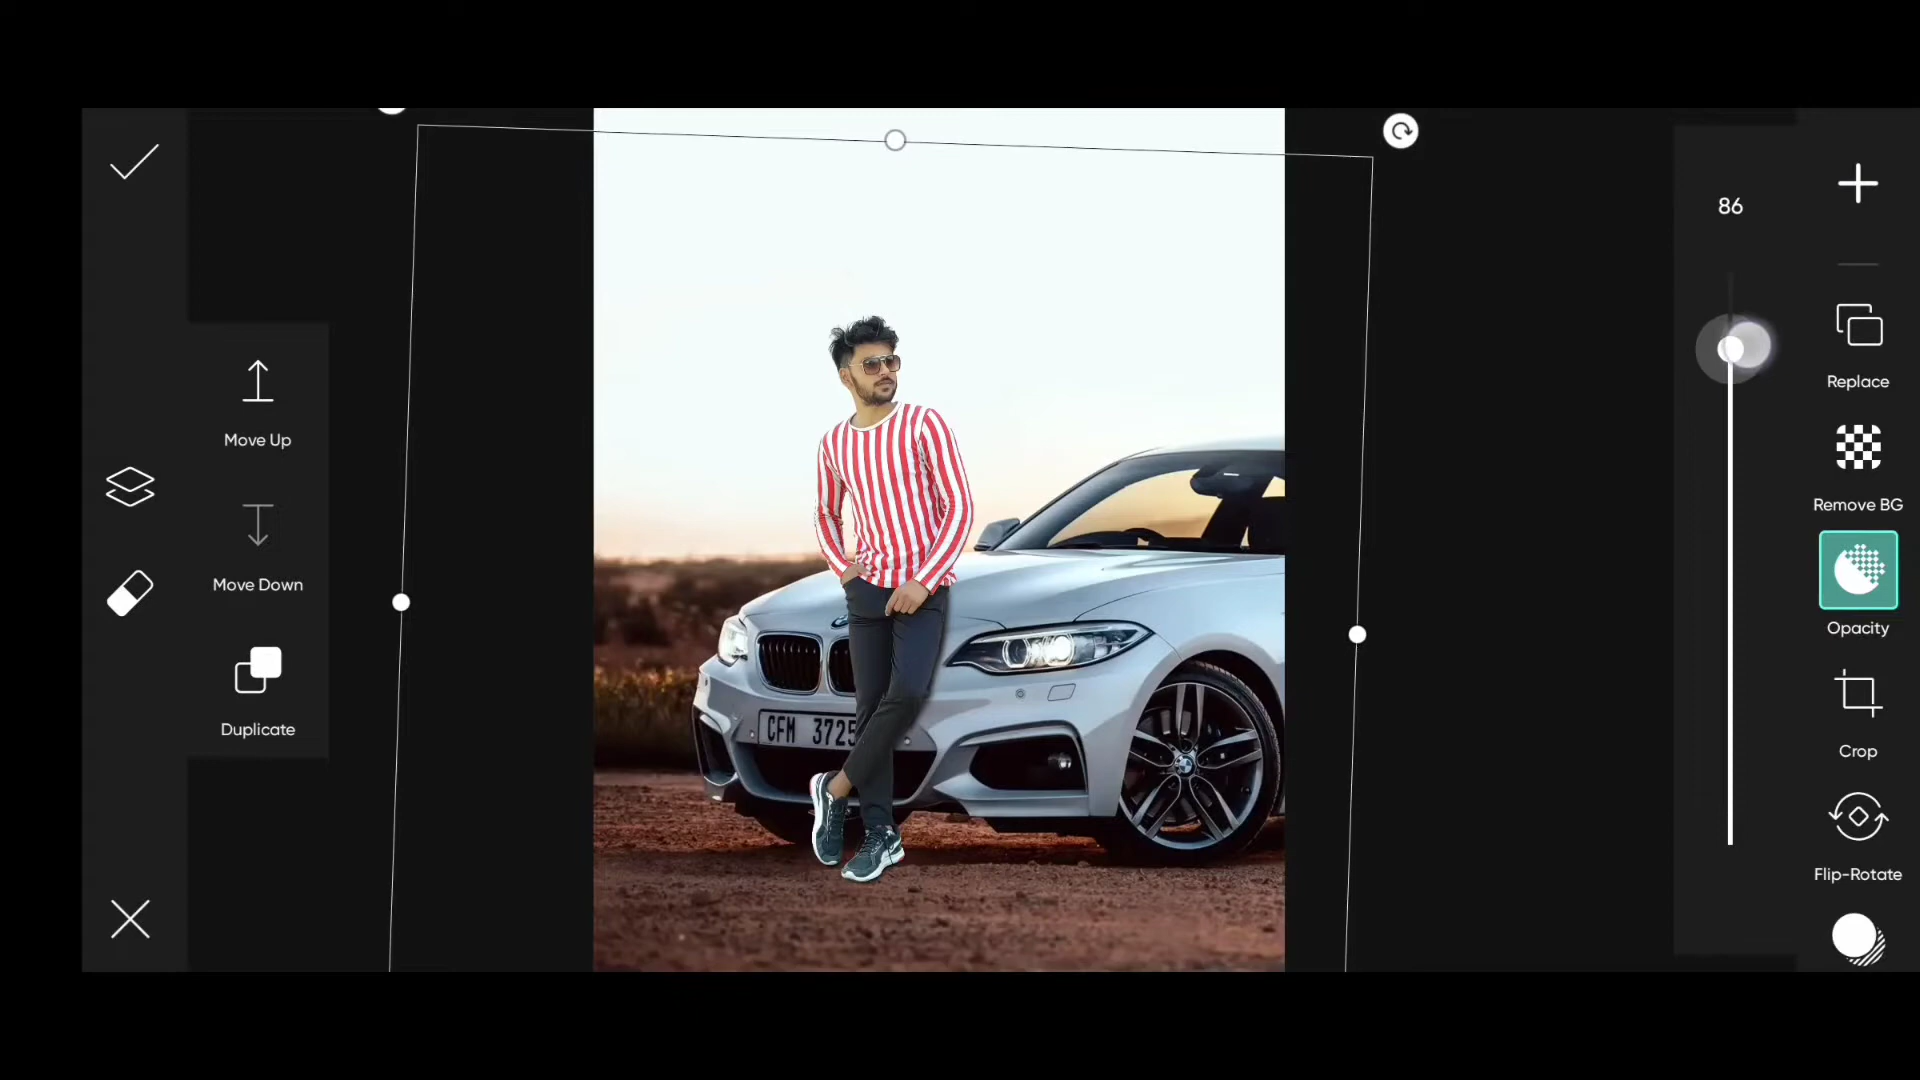 86
Replace
Move Up
Remove BG
Move Down
Opacity
Duplicate
CFM 3725
Crop
Flip-Rotate